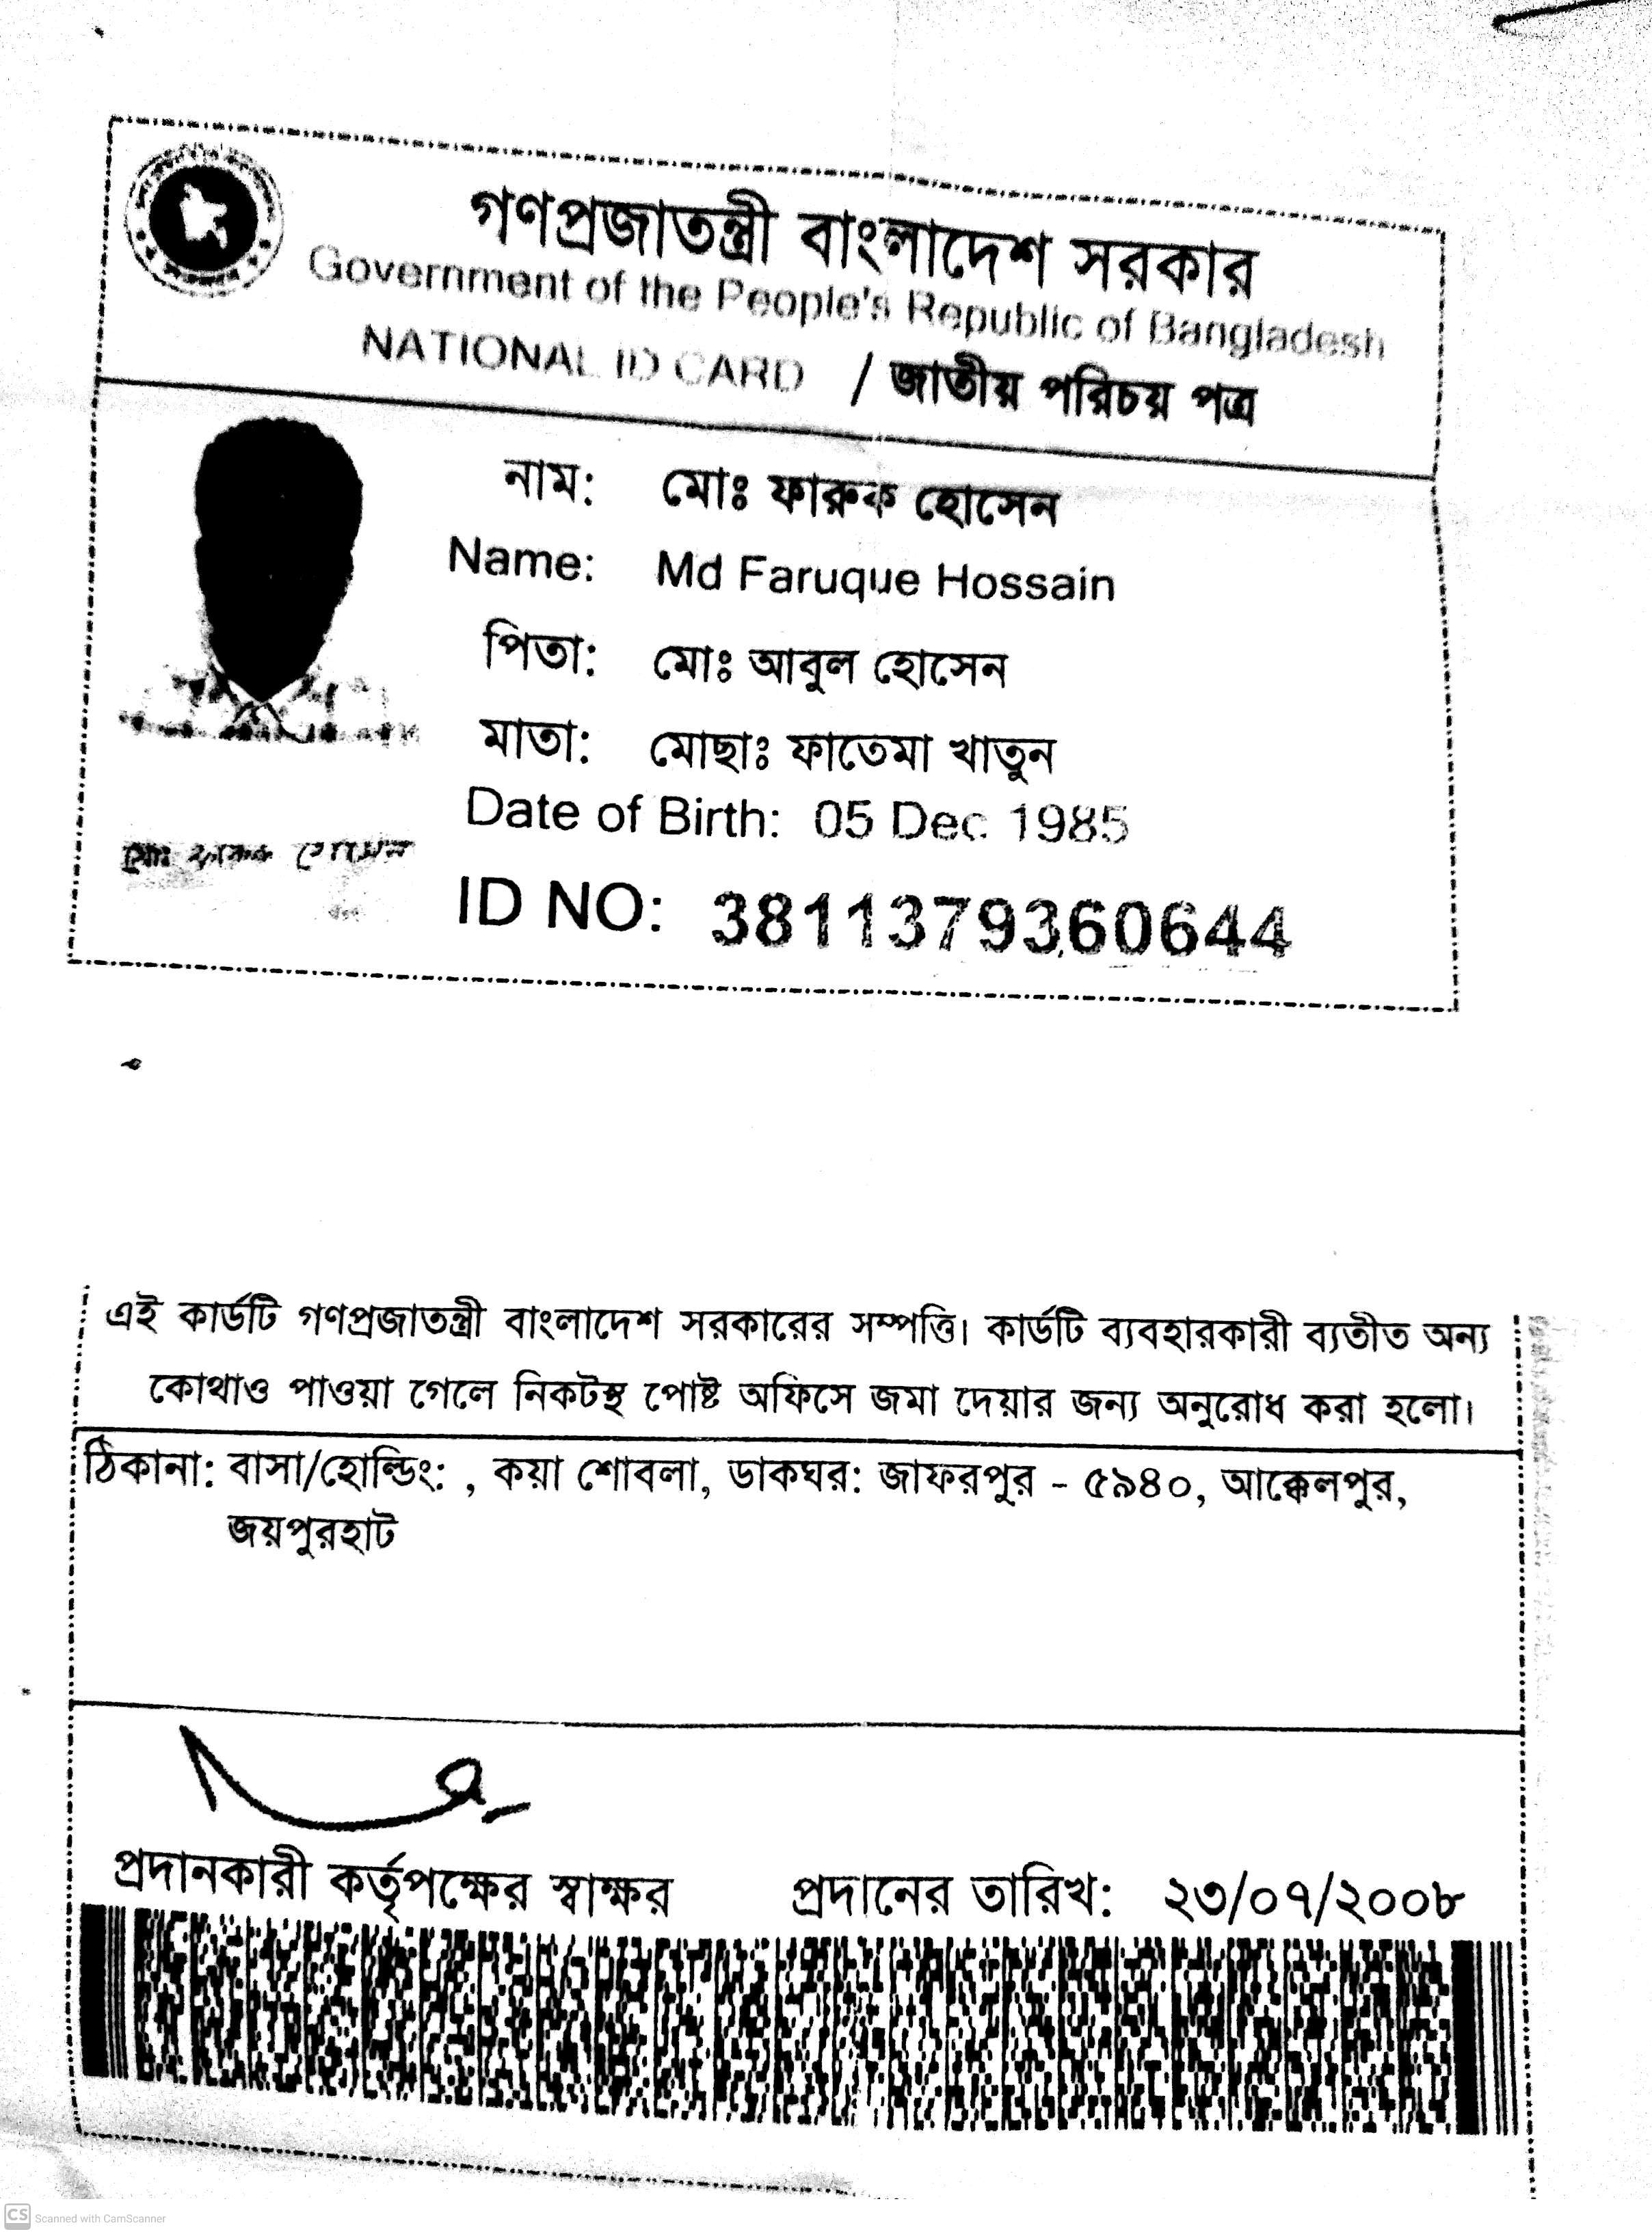 গণপ্রজাতন্ত্রী বাংলাদেশ সরকার
Government of the People's Republic of Bangladesh
NATIONAL ID CARD / জাতীয় পরিচয় পত্র
নাম: মোঃ ফারুক হোসেন
Name: Md Faruque Hossain
পিতা: মোঃ আবুল হোসেন
মাতা: মোছাঃ ফাতেমা খাতুন
Date of Birth: 05 Dec 1985
মোঃ ফারুক হোসেন
ID NO: 3811379360644
এই কার্ডটি গণপ্রজাতন্ত্রী বাংলাদেশ সরকারের সম্পত্তি। কার্ডটি ব্যবহারকারী ব্যতীত অন্য
কোথাও পাওয়া গেলে নিকটস্থ পোষ্ট অফিসে জমা দেয়ার জন্য অনুরোধ করা হলো।
ঠিকানা: বাসা/হোল্ডিং: , কয়া শোবলা, ডাকঘর: জাফরপুর - ৫৯৪০, আক্কেলপুর,
জয়পুরহাট
প্রদানকারী কর্তৃপক্ষের স্বাক্ষর প্রদানের তারিখ: ২৩/০৭/২০০৮
CS Scanned with CamScanner